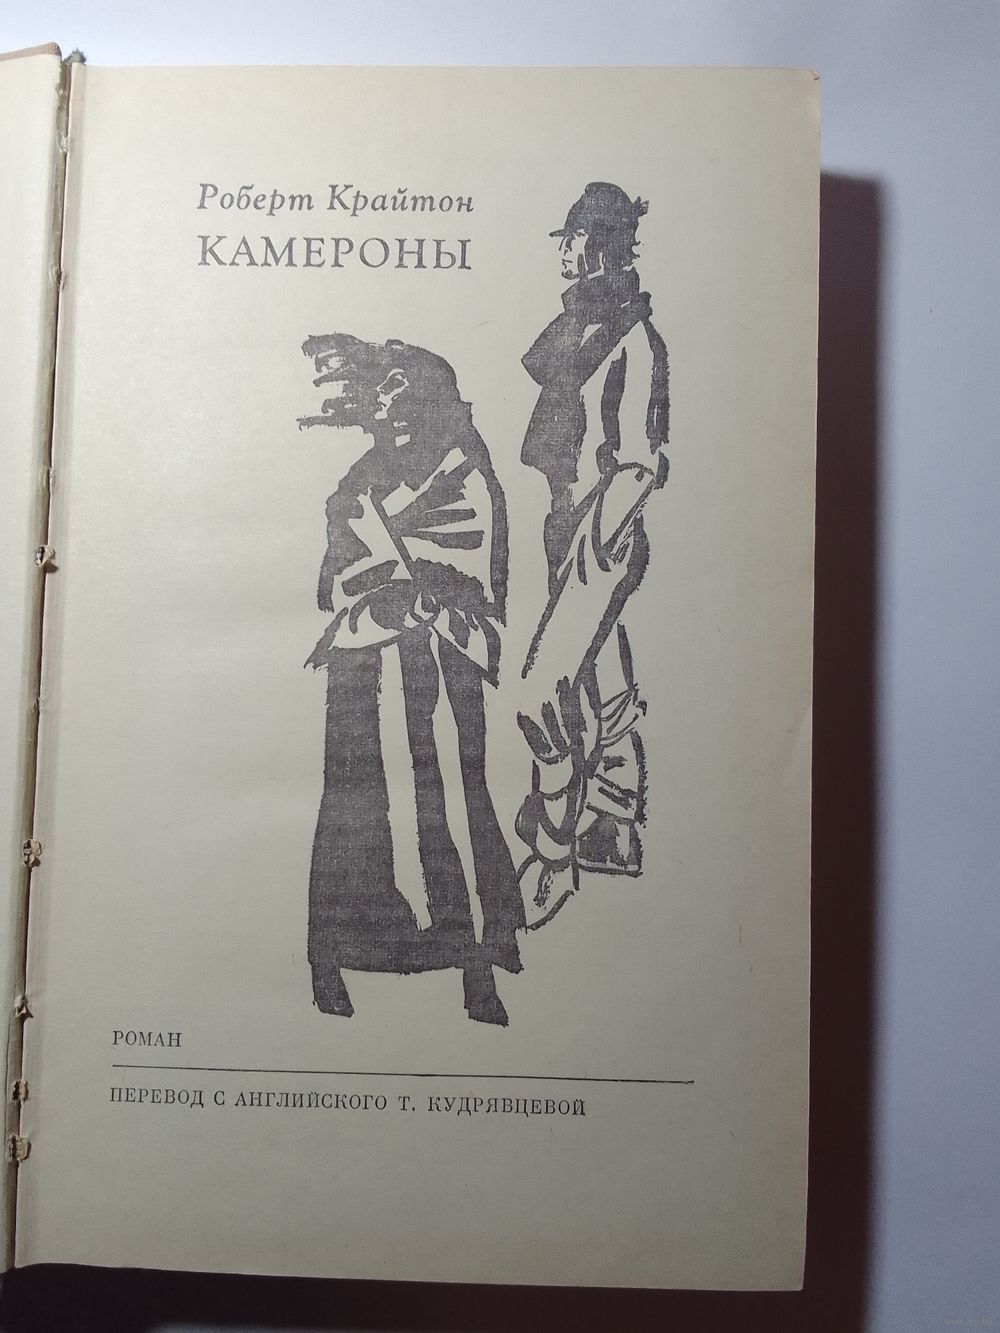 Роберт Крайтон
КАМЕРОНЫ
РОМАН
ПЕРЕВОД С АНГЛИЙСКОГО Т. КУДРЯВЦЕВОЙ